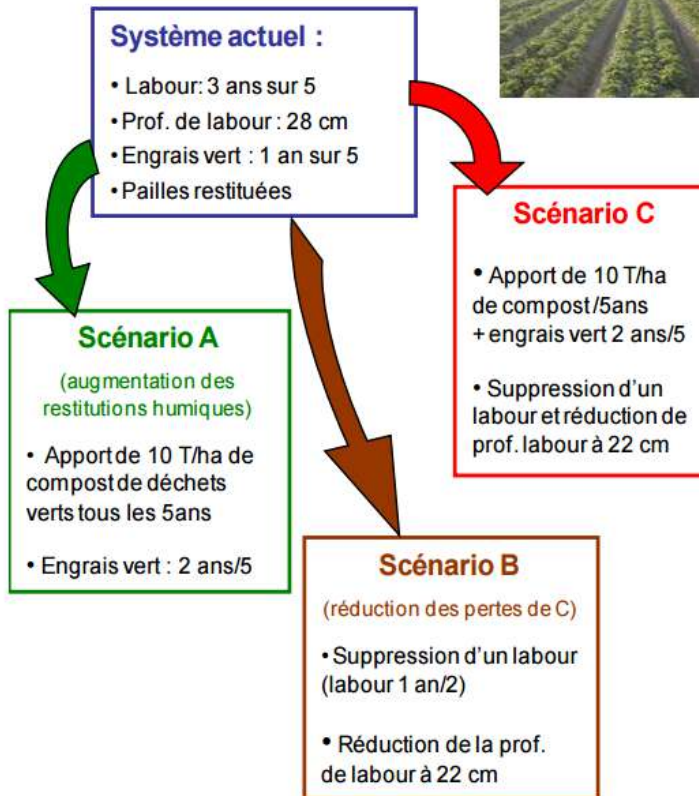 Système actuel :
• Labour: 3 ans sur 5
• Prof. de labour : 28 cm
• Engrais vert : 1 an sur 5
• Pailles restituées
Scénario C
• Apport de 10 T/ha
de compost /5ans
+ engrais vert 2 ans/5
• Suppression d'un
labour et réduction de
prof. labour à 22 cm
Scénario A
(augmentation des
restitutions humiques)
• Apport de 10 T/ha de
compost de déchets
verts tous les 5ans
• Engrais vert : 2 ans/5
Scénario B
(réduction des pertes de C)
• Suppression d'un labour
(labour 1 an/2)
• Réduction de la prof.
de labour à 22 cm